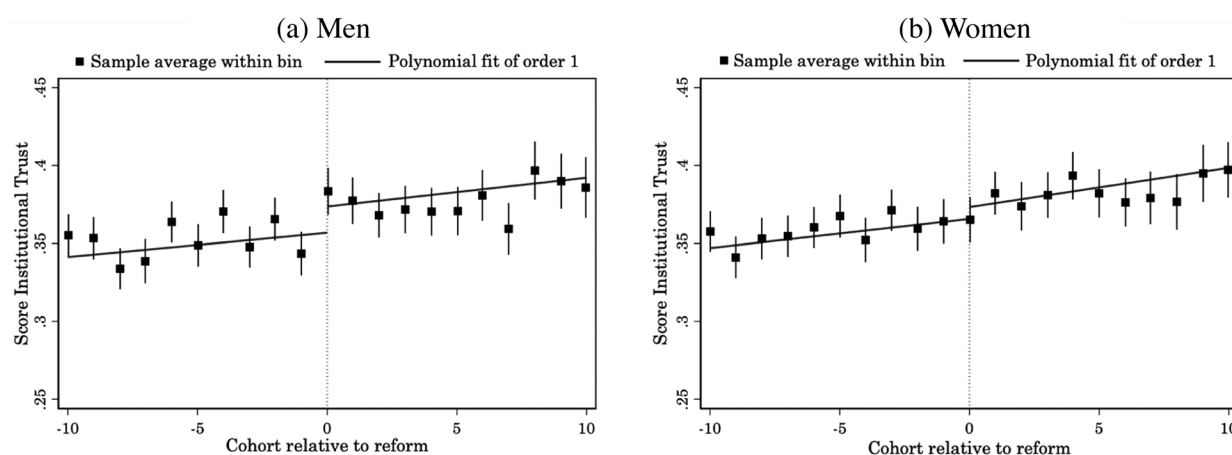 (a) Men
Sample average within bin Polynomial fit of order 1
Score Institutional Trust
.45
.4
.35
.3
.25
-10 -5 0 5 10
Cohort relative to reform
(b) Women
Sample average within bin Polynomial fit of order 1
Score Institutional Trust
.45
.4
.35
.3
.25
-10 -5 0 5 10
Cohort relative to reform